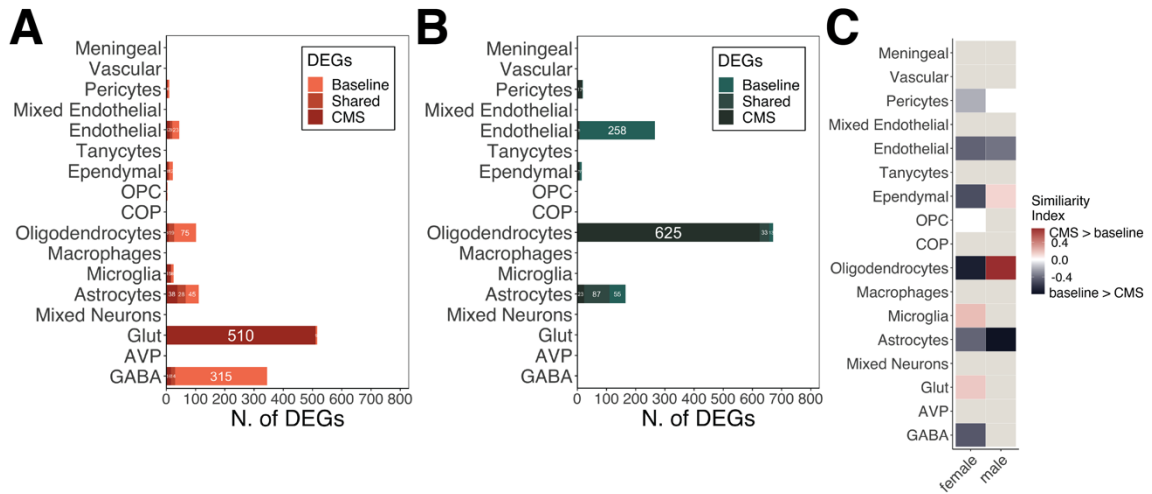 A
Meningeal
Vascular
Pericytes
Mixed Endothelial
Endothelial
Tanycytes
Ependymal
OPC
COP
Oligodendrocytes
Macrophages
Microglia
Astrocytes
Mixed Neurons
Glut
AVP
GABA
DEGs
Baseline
Shared
CMS
75
38 28 45
510
315
0 100 200 300 400 500 600 700 800
N. of DEGs
B
Meningeal
Vascular
Pericytes
Mixed Endothelial
Endothelial
Tanycytes
Ependymal
OPC
COP
Oligodendrocytes
Macrophages
Microglia
Astrocytes
Mixed Neurons
Glut
AVP
GABA
DEGs
Baseline
Shared
CMS
258
625 33
23 87 55
0 100 200 300 400 500 600 700 800
N. of DEGs
C
Meningeal
Vascular
Pericytes
Mixed Endothelial
Endothelial
Tanycytes
Ependymal
OPC
COP
Oligodendrocytes
Macrophages
Microglia
Astrocytes
Mixed Neurons
Glut
AVP
GABA
female
male
Similiarity
Index
CMS > baseline
0.4
0.0
-0.4
baseline > CMS